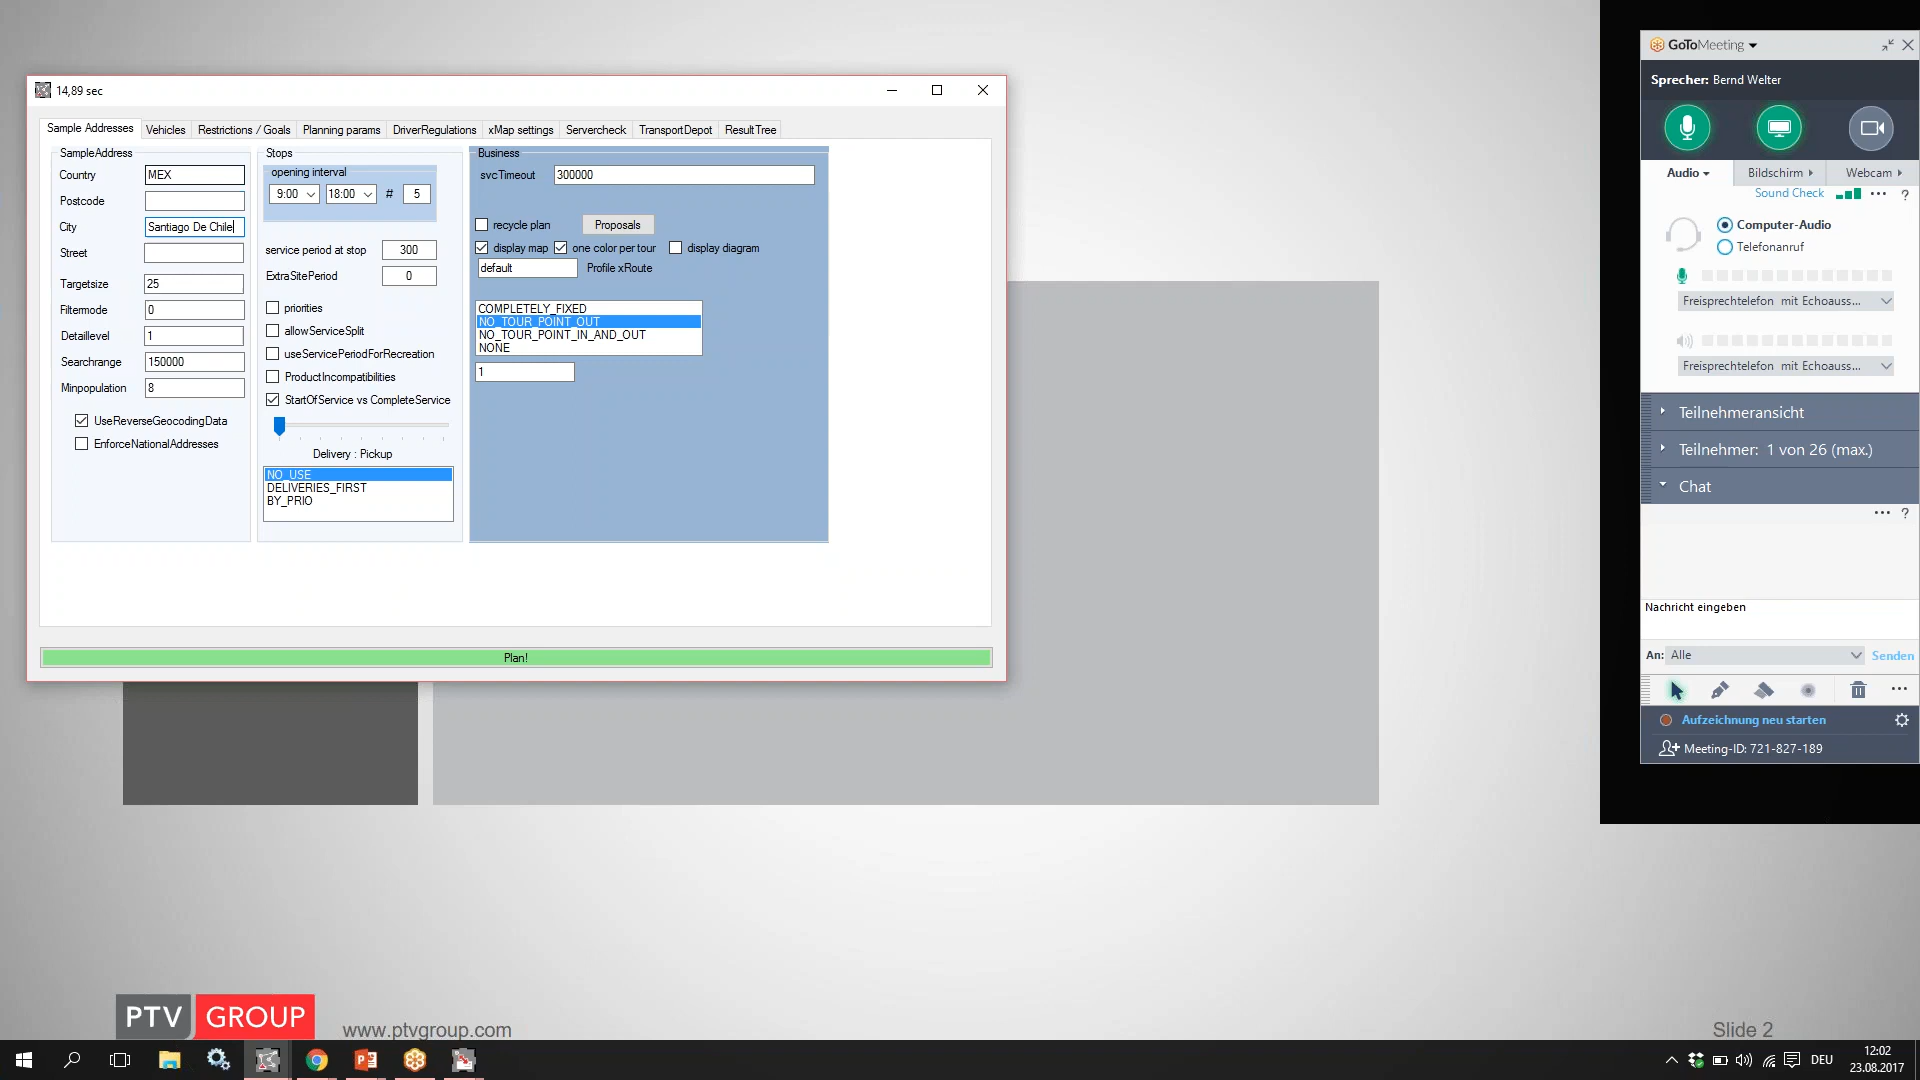 14,89 sec
Sample Addresses
Vehicles
Restrictions / Goals
Planning params
DriverRegulations
xMap settings
Servercheck
TransportDepot
ResultTree
SampleAddress
Country
MEX
Postcode
City
Santiago De Chile
Street
Targetsize
25
Filtermode
0
Detaillevel
1
Searchrange
150000
Minpopulation
8
UseReverseGeocodingData
EnforceNationalAddresses
Stops
opening interval
9:00
18:00
#
5
service period at stop
300
ExtraSitePeriod
0
priorities
allowServiceSplit
useServicePeriodForRecreation
ProductIncompatibilities
StartOfService vs CompleteService
Delivery : Pickup
NO_USE
DELIVERIES_FIRST
BY_PRIO
Business
svcTimeout
300000
recycle plan
Proposals
display map
one color per tour
display diagram
default
Profile xRoute
COMPLETELY_FIXED
NO_TOUR_POINT_OUT
NO_TOUR_POINT_IN_AND_OUT
NONE
1
Plan!
GoToMeeting
Sprecher: Bernd Welter
Audio
Bildschirm
Webcam
Sound Check
?
Computer-Audio
Telefonanruf
Freisprechtelefon mit Echoauss...
Freisprechtelefon mit Echoauss...
Teilnehmeransicht
Teilnehmer: 1 von 26 (max.)
Chat
?
Nachricht eingeben
An: Alle
Senden
Aufzeichnung neu starten
Meeting-ID: 721-827-189
PTV GROUP
www.ptvgroup.com
Slide 2
DEU
12:02
23.08.2017